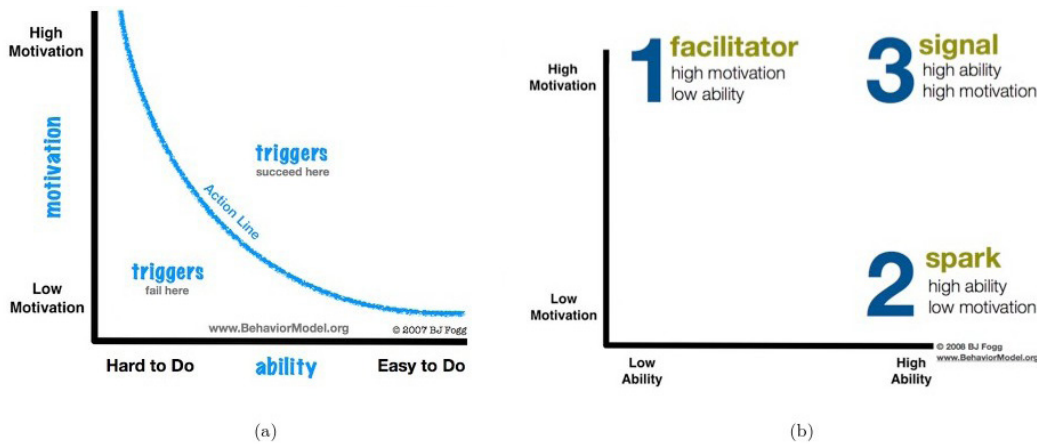 High
Motivation
motivation
triggers
succeed here
Action Line
triggers
fail here
Low
Motivation
www.BehaviorModel.org
© 2007 BJ Fogg
Hard to Do
ability
Easy to Do
(a)
High
Motivation
1 facilitator
high motivation
low ability
3 signal
high ability
high motivation
Low
Motivation
2 spark
high ability
low motivation
© 2008 BJ Fogg
www.BehaviorModel.org
Low
Ability
High
Ability
(b)